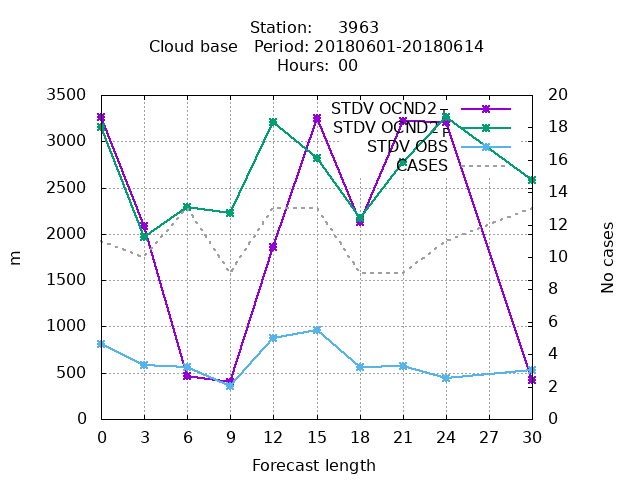 Station: 3963
Cloud base Period: 20180601-20180614
Hours: 00
3500
3000
2500
2000
1500
1000
500
0
m
STDV OCND2_T
STDV OCND2_F
STDV OBS
CASES
20
18
16
14
12
10
8
6
4
2
0
No cases
0 3 6 9 12 15 18 21 24 27 30
Forecast length